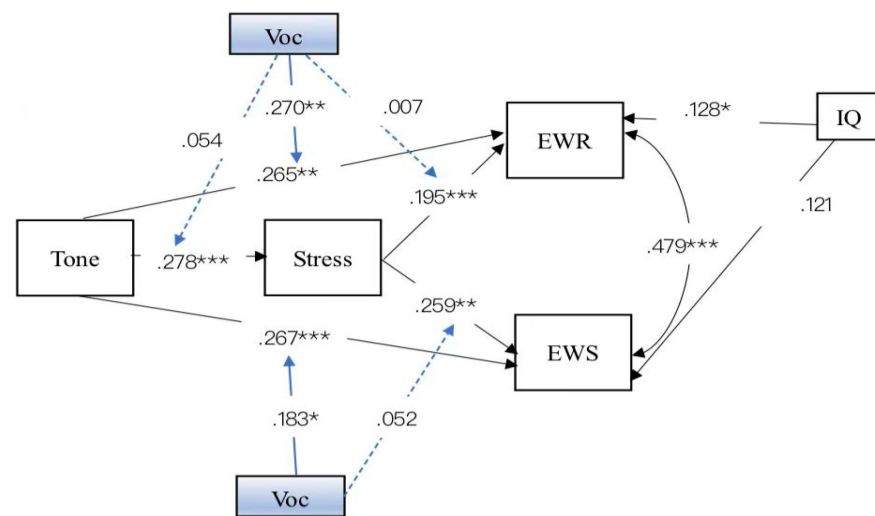 Voc
.270**
.007
.128*
IQ
.054
EWR
.265**
.195***
.121
Tone
.278***
Stress
.479***
.259**
.267***
EWS
.183*
.052
Voc